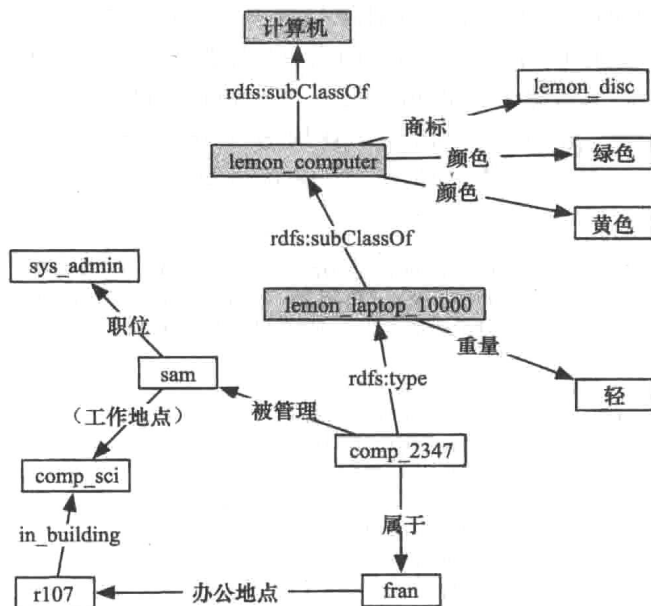 计算机
rdfs:subClassOf
lemon_disc
商标
lemon_computer
颜色
绿色
颜色
黄色
rdfs:subClassOf
sys_admin
lemon_laptop_10000
职位
重量
rdfs:type
sam
轻
（工作地点）
被管理
comp_2347
comp_sci
属于
in_building
r107
办公地点
fran